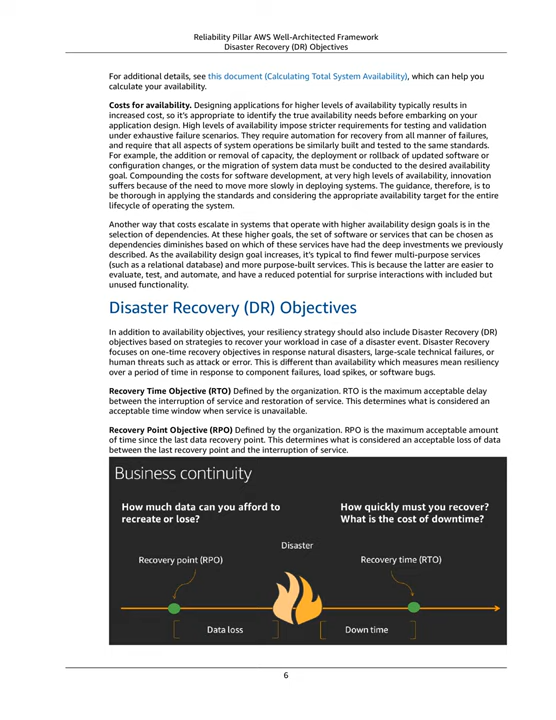 Reliability Pillar AWS Well-Architected Framework
Disaster Recovery (DR) Objectives
For additional details, see this document (Calculating Total System Availability), which can help you
calculate your availability.
Costs for availability. Designing applications for higher levels of availability typically results in
increased cost, so it's appropriate to identify the true availability needs before embarking on your
application design. High levels of availability impose stricter requirements for testing and validation
under exhaustive failure scenarios. They require automation for recovery from all manner of failures,
and require that all aspects of system operations be similarly built and tested to the same standards.
For example, the addition or removal of capacity, the deployment or rollback of updated software or
configuration changes, or the migration of system data must be conducted to the desired availability
goal. Compounding the costs for software development, at very high levels of availability, innovation
suffers because of the need to move more slowly in deploying systems. The guidance, therefore, is to
be thorough in applying the standards and considering the appropriate availability target for the entire
lifecycle of operating the system.
Another way that costs escalate in systems that operate with higher availability design goals is in the
selection of dependencies. At these higher goals, the set of software or services that can be chosen as
dependencies diminishes based on which of these services have had the deep investments we previously
described. As the availability design goal increases, it's typical to find fewer multi-purpose services
(such as a relational database) and more purpose-built services. This is because the latter are easier to
evaluate, test, and automate, and have a reduced potential for surprise interactions with included but
unused functionality.
Disaster Recovery (DR) Objectives
In addition to availability objectives, your resiliency strategy should also include Disaster Recovery (DR)
objectives based on strategies to recover your workload in case of a disaster event. Disaster Recovery
focuses on one-time recovery objectives in response natural disasters, large-scale technical failures, or
human threats such as attack or error. This is different than availability which measures mean resiliency
over a period of time in response to component failures, load spikes, or software bugs.
Recovery Time Objective (RTO) Defined by the organization. RTO is the maximum acceptable delay
between the interruption of service and restoration of service. This determines what is considered an
acceptable time window when service is unavailable.
Recovery Point Objective (RPO) Defined by the organization. RPO is the maximum acceptable amount
of time since the last data recovery point. This determines what is considered an acceptable loss of data
between the last recovery point and the interruption of service.
Business continuity
How much data can you afford to
recreate or lose?
How quickly must you recover?
What is the cost of downtime?
Disaster
Recovery point (RPO)
Recovery time (RTO)
Data loss
Down time
6